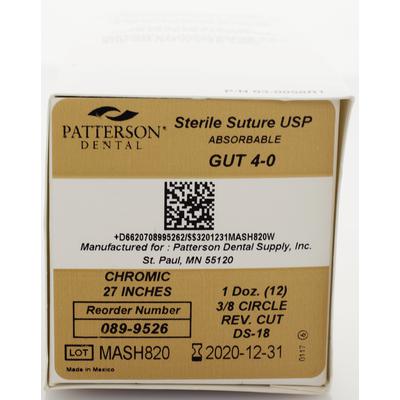 P/N 93-0058R1
PATTERSON®
DENTAL
Sterile Suture USP
ABSORBABLE
GUT 4-0
+D6620708995262/$$3201231MASH820W
Manufactured for : Patterson Dental Supply, Inc.
St. Paul, MN 55120
CHROMIC
27 INCHES
Reorder Number
089-9526
1 Doz. (12)
3/8 CIRCLE
REV. CUT
DS-18
LOT MASH820
2020-12-31
Made in Mexico
0117